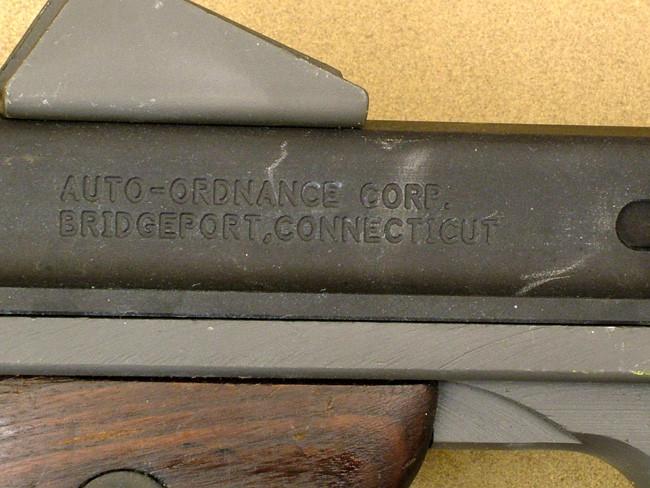 AUTO-ORDNANCE CORP.
BRIDGEPORT,CONNECTICUT